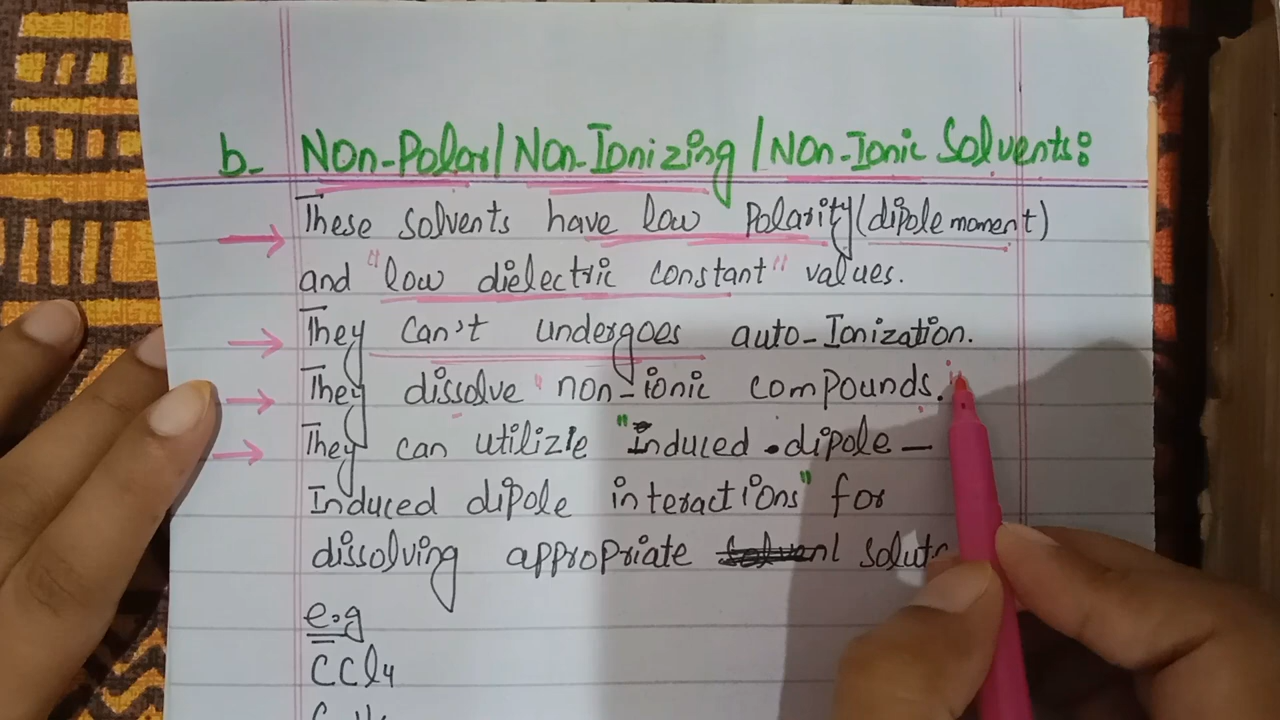 b- Non-Polar/Non-Ionizing/Non-Ionic Solvents:
These solvents have low Polarity (dipole moment)
and "low dielectric constant" values.
They can't undergoes auto-Ionization.
They dissolve "non-ionic compounds."
They can utilizie "Induced dipole-
Induced dipole interactions" for
dissolving appropriate solute
e.g
CCl4